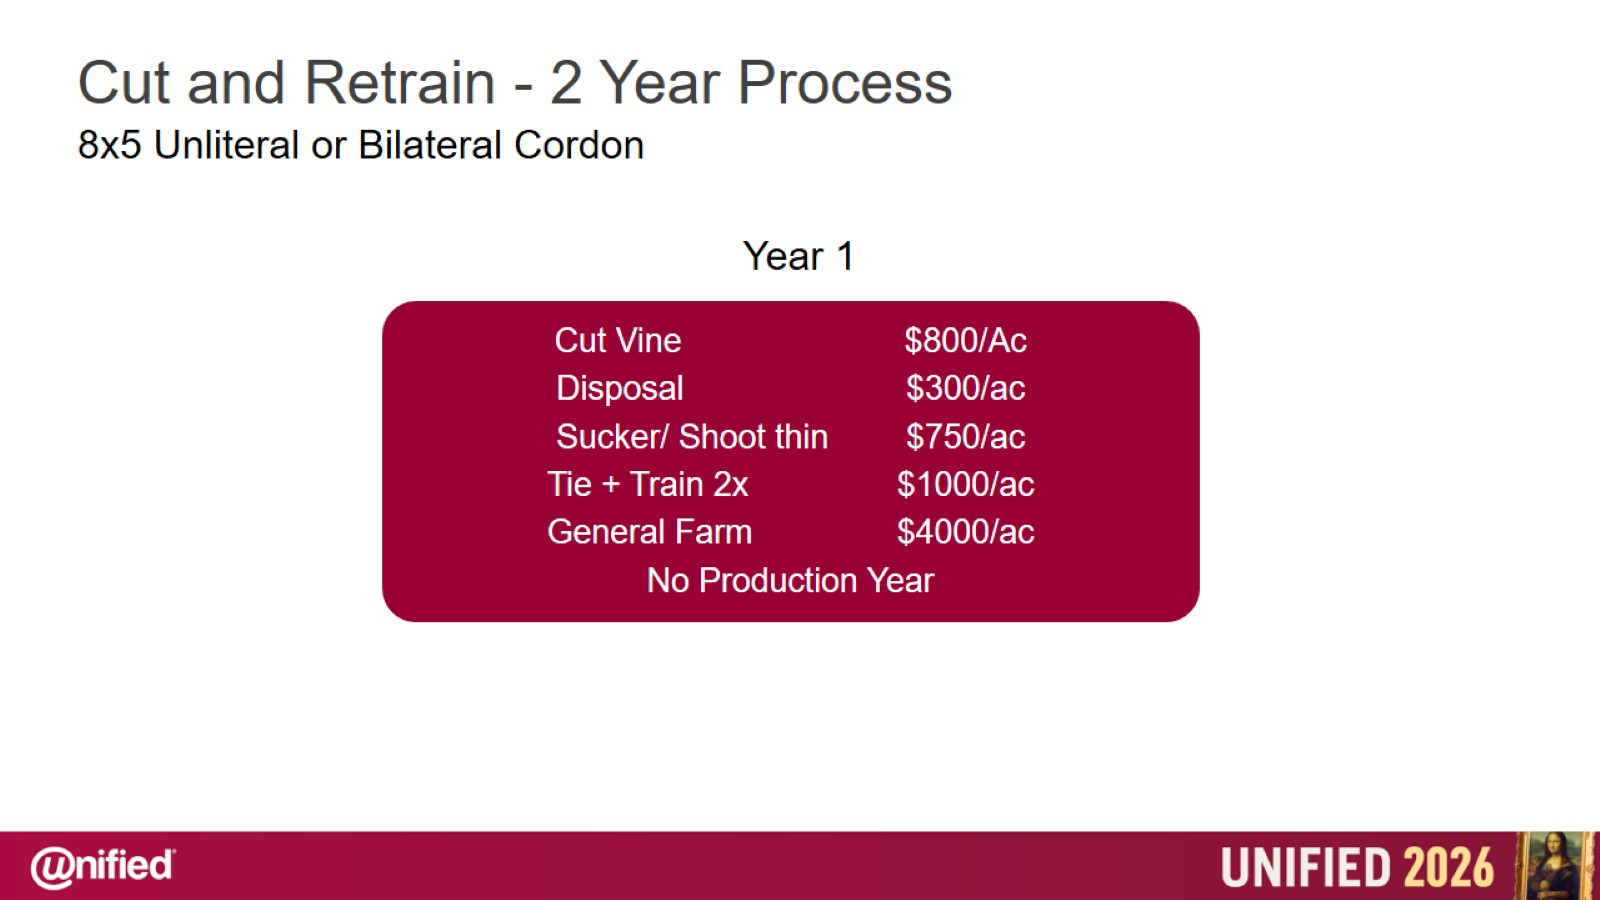 Cut and Retrain - 2 Year Process
8x5 Unliteral or Bilateral Cordon
Year 1
Cut Vine $800/Ac
Disposal $300/ac
Sucker/ Shoot thin $750/ac
Tie + Train 2x $1000/ac
General Farm $4000/ac
No Production Year
unified
UNIFIED 2026